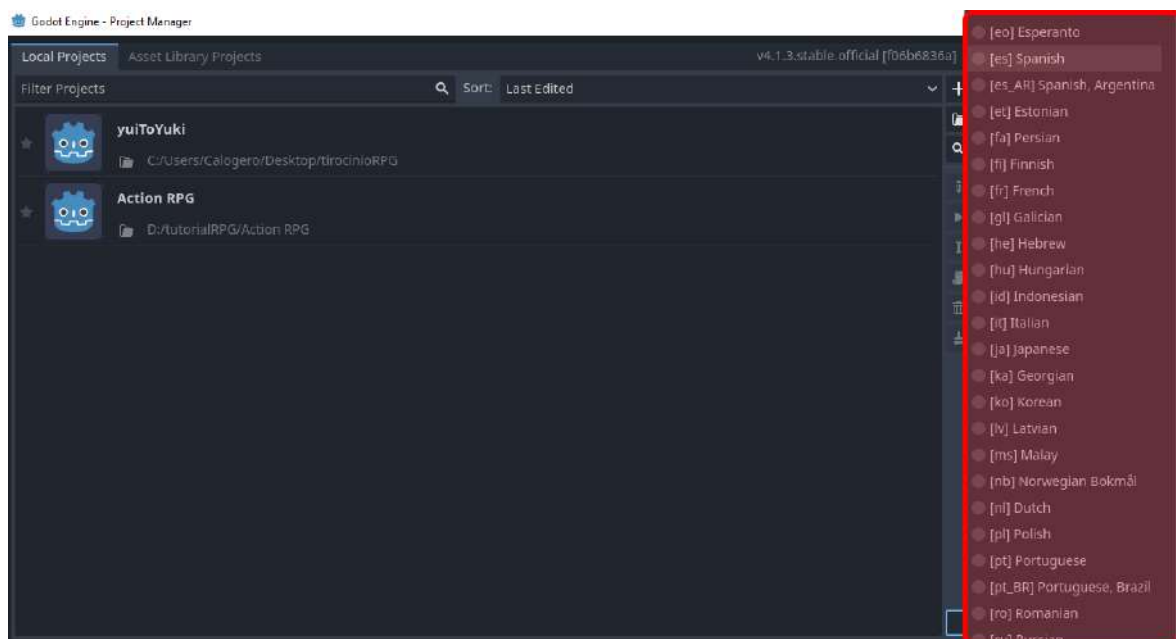 Godot Engine - Project Manager
Local Projects Asset Library Projects v4.1.3.stable.official [f06b6836a]
Filter Projects Sort: Last Edited
yuiToYuki
C:/Users/Calogero/Desktop/tirocinioRPG
Action RPG
D:/tutorialRPG/Action RPG
[eo] Esperanto
[es] Spanish
[es_AR] Spanish, Argentina
[et] Estonian
[fa] Persian
[fi] Finnish
[fr] French
[gl] Galician
[he] Hebrew
[hu] Hungarian
[id] Indonesian
[it] Italian
[ja] Japanese
[ka] Georgian
[ko] Korean
[lv] Latvian
[ms] Malay
[nb] Norwegian Bokmål
[nl] Dutch
[pl] Polish
[pt] Portuguese
[pt_BR] Portuguese, Brazil
[ro] Romanian